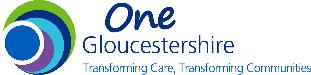 One
Gloucestershire
Transforming Care, Transforming Communities